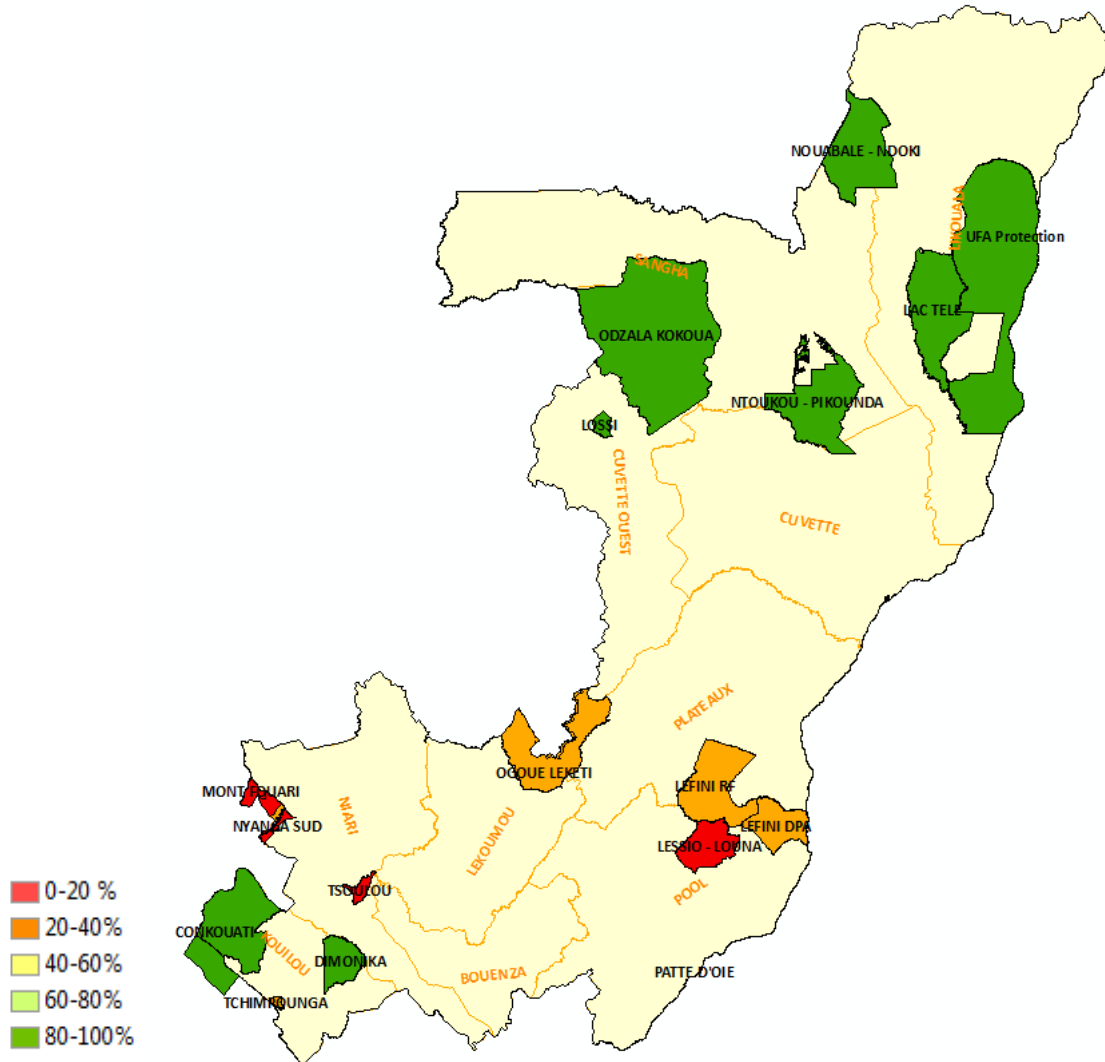 NOUABALE - NDOKI
LIKOUALA
UFA Protection
SANGHA
LAC TELE
ODZALA KOKOUA
NTOUKOU - PIKOUNDA
LOSSI
CUVETTE OUEST
CUVETTE
PLATEAUX
OGOUE LEKETI
LEFINI RF
MONT FOUARI
NIARI
NYANGA SUD
LEFINI DPA
LEKOUMOU
LESSIO - LOUNA
TSOULOU
POOL
0-20 %
20-40%
CONKOUATI
KOUILOU
DIMONIKA
40-60%
BOUENZA
PATTE D'OIE
60-80%
TCHIMPOUNGA
80-100%